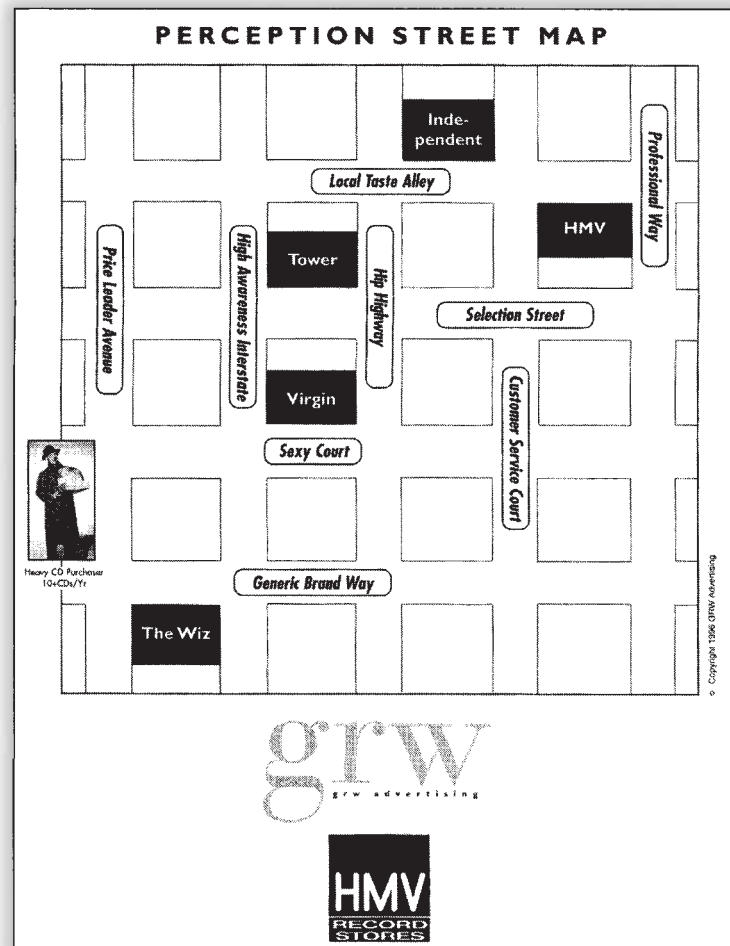 PERCEPTION STREET MAP
Inde-
pendent
Local Taste Alley
Professional Way
HMV
Tower
Price Leader Avenue
High Awareness Interstate
Hip Highway
Selection Street
Virgin
Customer Service Court
Sexy Court
Heavy CD Purchaser
10+CDs/Yr
Generic Brand Way
The Wiz
© Copyright 1996 GRW Advertising
grw
grw advertising
HMV
RECORD
STORES